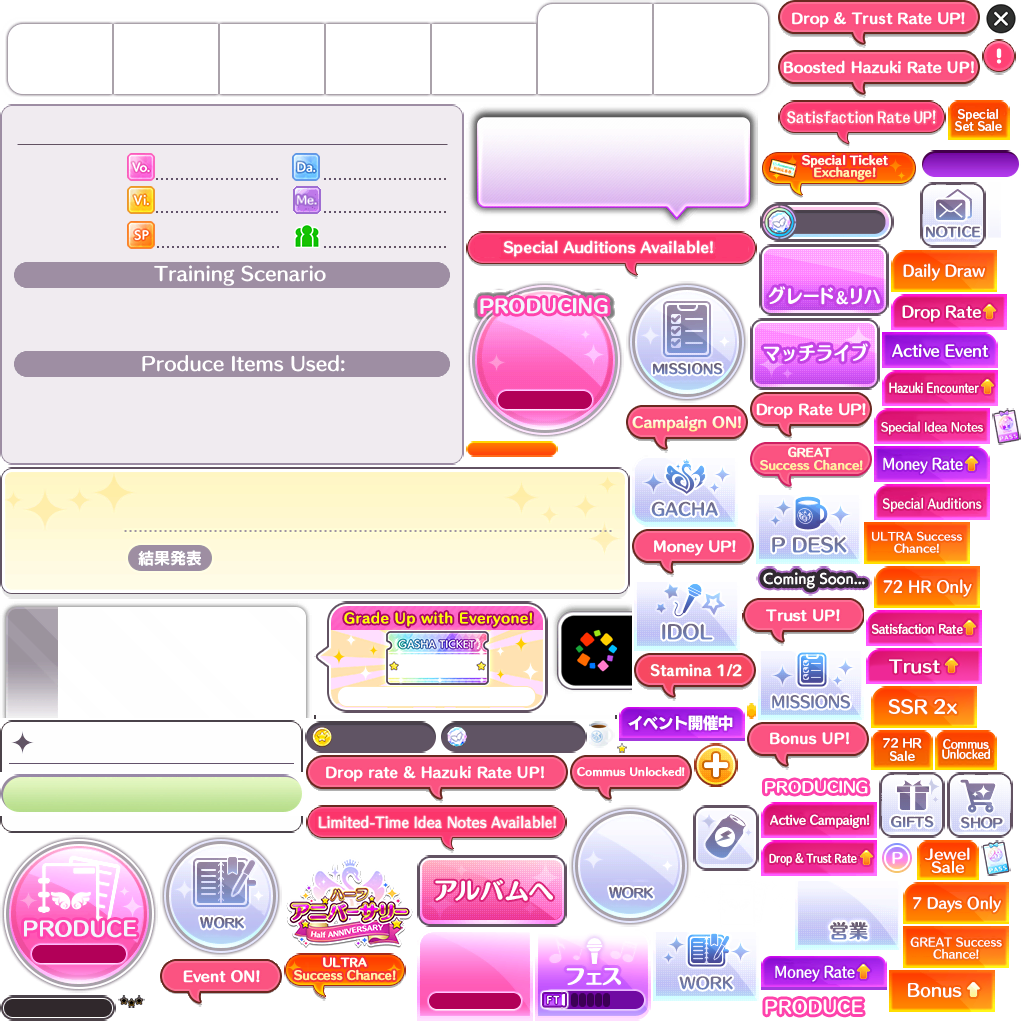 Drop & Trust Rate UP!
Boosted Hazuki Rate UP!
Satisfaction Rate UP!
Special
Set Sale
Special Ticket
Exchange!
NOTICE
Vo.
Da.
Vi.
Me.
SP
Training Scenario
Produce Items Used:
Special Auditions Available!
PRODUCING
MISSIONS
グレード&リハ
Daily Draw
Drop Rate
マッチライブ
Active Event
Hazuki Encounter
Drop Rate UP!
Campaign ON!
Special Idea Notes
PASS
GREAT
Success Chance!
Money Rate
GACHA
Special Auditions
P DESK
Money UP!
ULTRA Success
Chance!
結果発表
Coming Soon...
72 HR Only
IDOL
Trust UP!
Satisfaction Rate
Grade Up with Everyone!
GASHA TICKET
Stamina 1/2
Trust
MISSIONS
SSR 2x
イベント開催中
Bonus UP!
72 HR
Sale
Commus
Unlocked
Drop rate & Hazuki Rate UP!
Commus Unlocked!
PRODUCING
GIFTS
SHOP
Limited-Time Idea Notes Available!
Active Campaign!
Drop & Trust Rate
P
Jewel
Sale
PASS
PRODUCE
WORK
ハーフ
アニバーサリー
Half ANNIVERSARY
アルバムへ
WORK
7 Days Only
営業
GREAT Success
Chance!
Event ON!
ULTRA
Success Chance!
フェス
FT
WORK
Money Rate
Bonus
PRODUCE